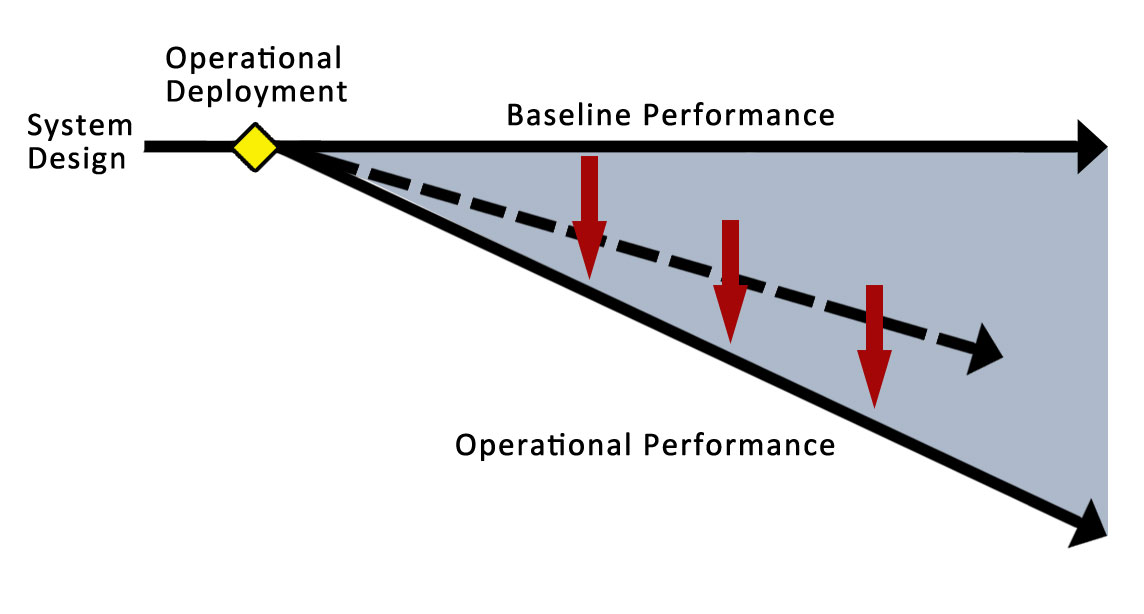 Operational
Deployment
System
Design
Baseline Performance
Operational Performance